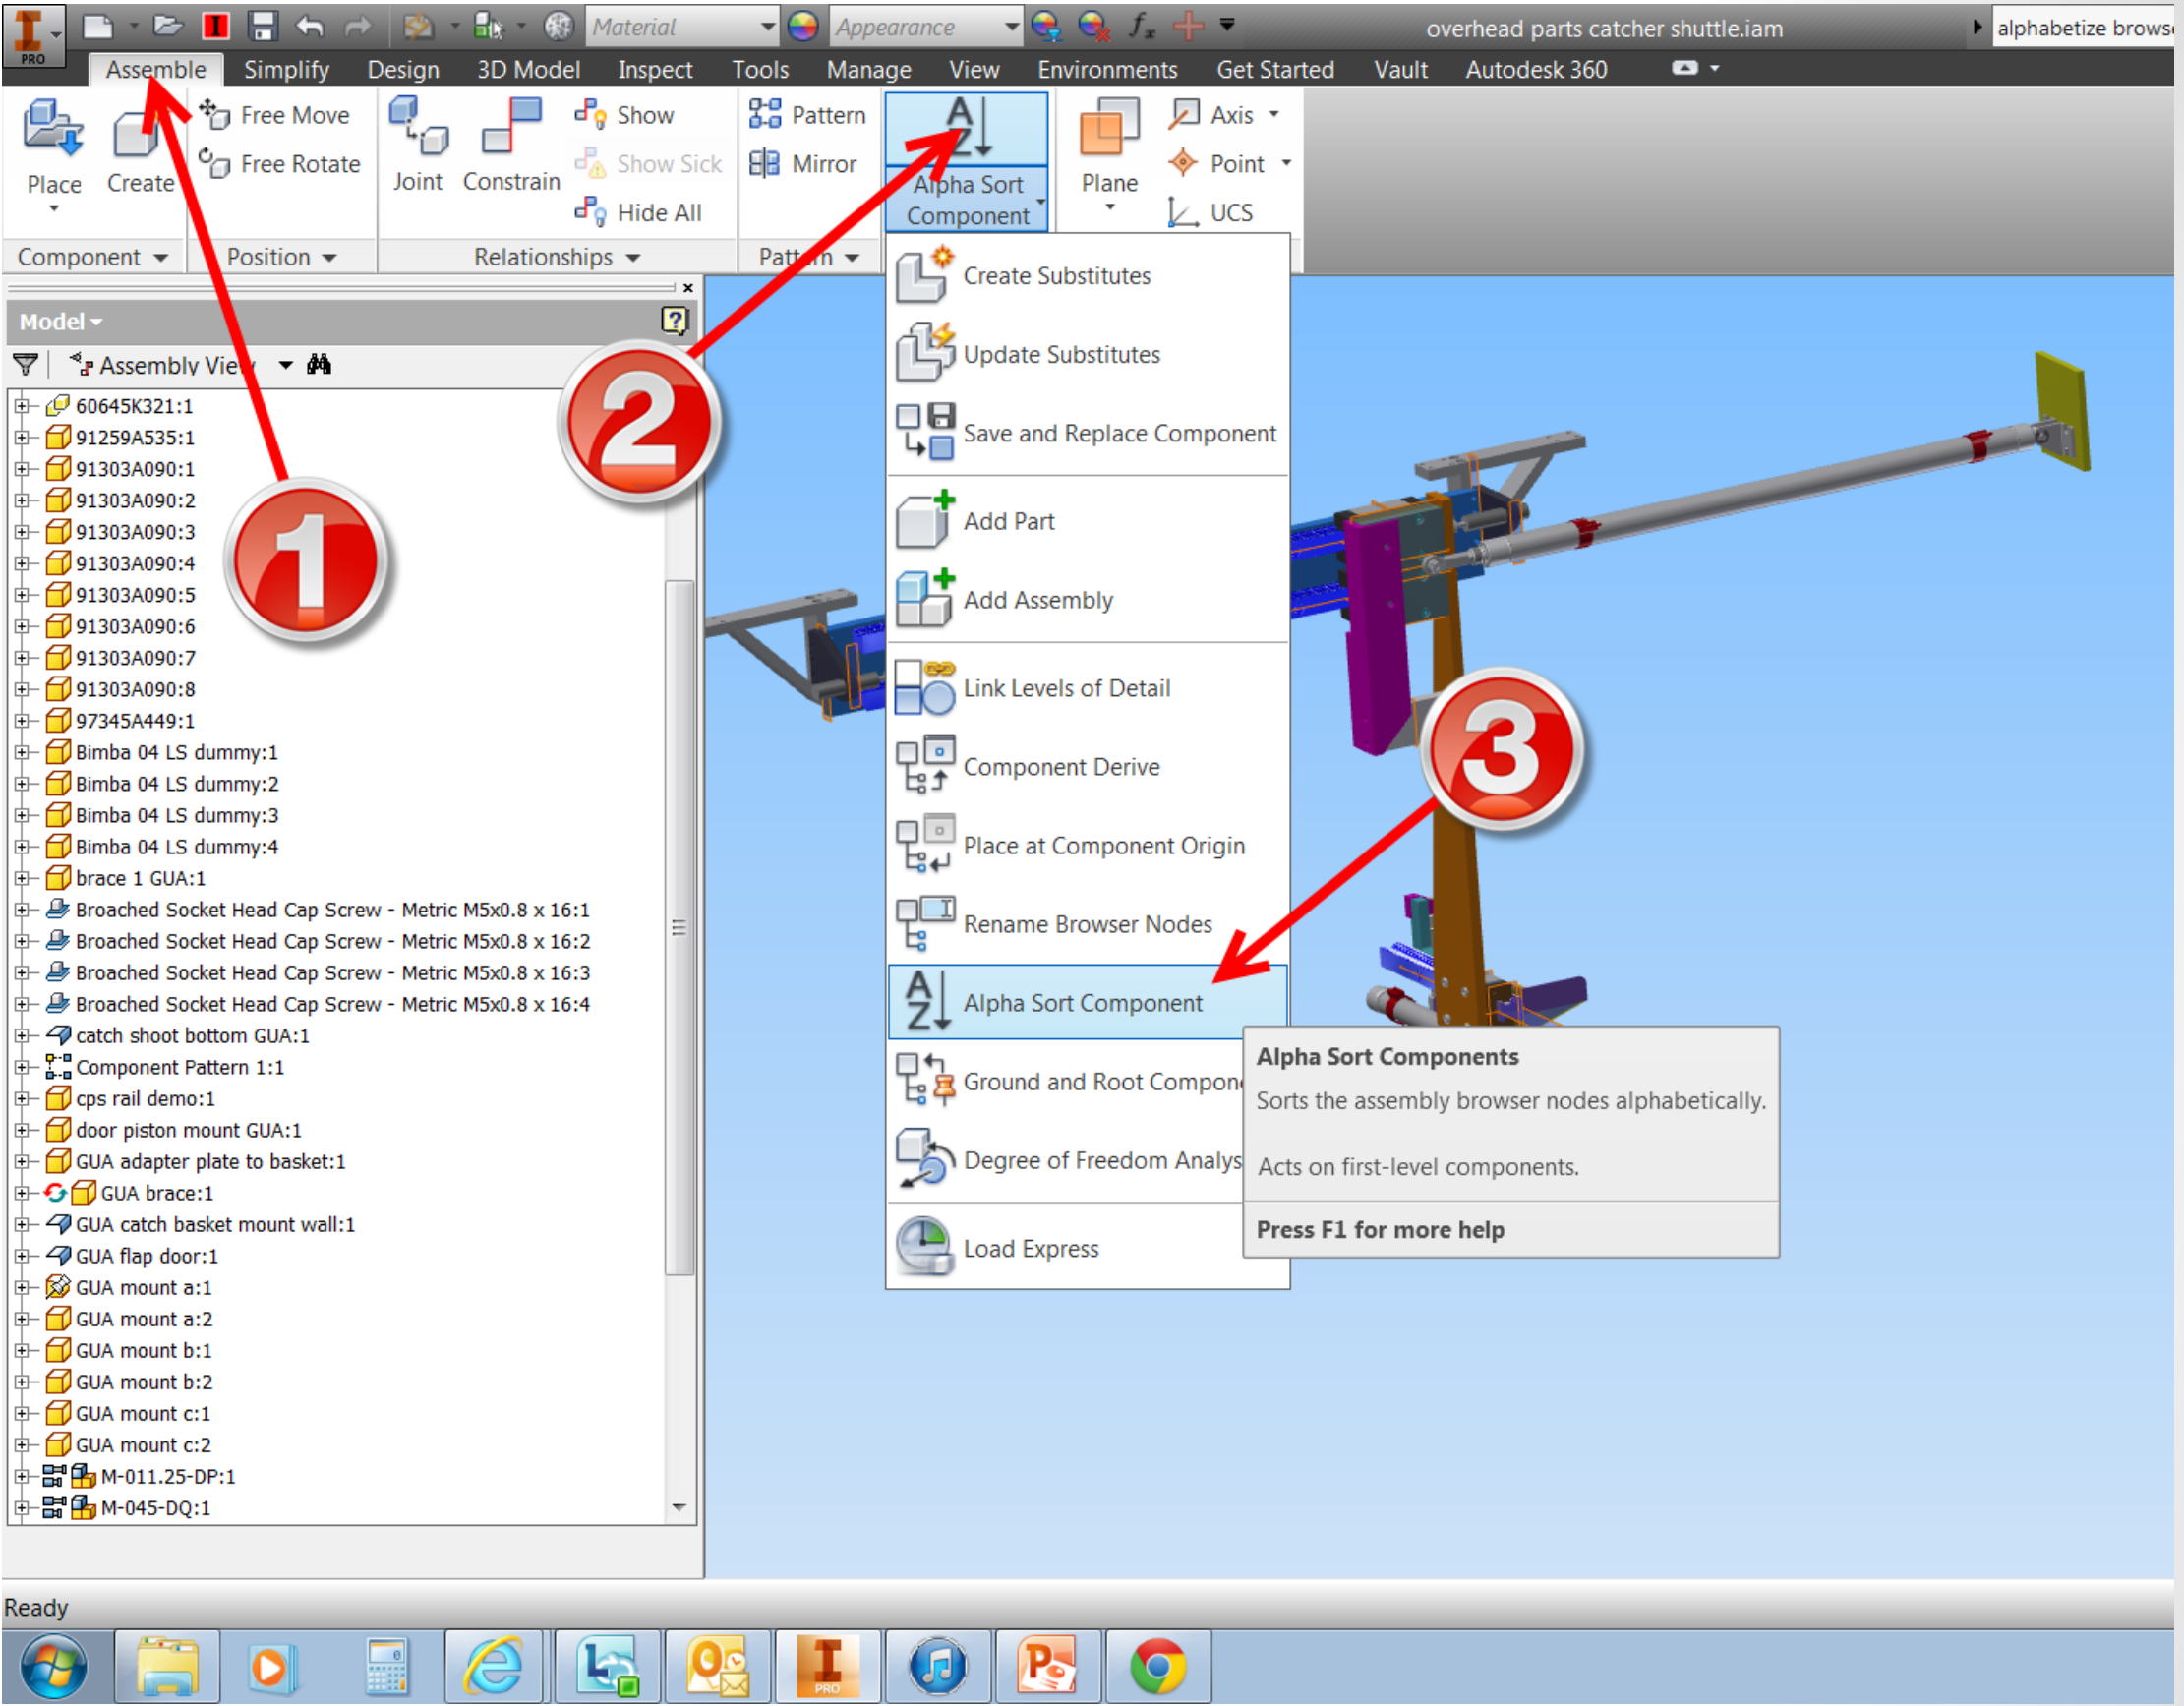 PRO
Material
Appearance
overhead parts catcher shuttle.iam
alphabetize brows
Assemble Simplify Design 3D Model Inspect Tools Manage View Environments Get Started Vault Autodesk 360
Place
Create
Free Move
Free Rotate
Joint
Constrain
Show
Show Sick
Hide All
Pattern
Mirror
Alpha Sort
Component
Plane
Axis
Point
UCS
Component
Position
Relationships
Pattern
Model
Assembly View
60645K321:1
91259A535:1
91303A090:1
91303A090:2
91303A090:3
91303A090:4
91303A090:5
91303A090:6
91303A090:7
91303A090:8
97345A449:1
Bimba 04 LS dummy:1
Bimba 04 LS dummy:2
Bimba 04 LS dummy:3
Bimba 04 LS dummy:4
brace 1 GUA:1
Broached Socket Head Cap Screw - Metric M5x0.8 x 16:1
Broached Socket Head Cap Screw - Metric M5x0.8 x 16:2
Broached Socket Head Cap Screw - Metric M5x0.8 x 16:3
Broached Socket Head Cap Screw - Metric M5x0.8 x 16:4
catch shoot bottom GUA:1
Component Pattern 1:1
cps rail demo:1
door piston mount GUA:1
GUA adapter plate to basket:1
GUA brace:1
GUA catch basket mount wall:1
GUA flap door:1
GUA mount a:1
GUA mount a:2
GUA mount b:1
GUA mount b:2
GUA mount c:1
GUA mount c:2
M-011.25-DP:1
M-045-DQ:1
1
2
3
Create Substitutes
Update Substitutes
Save and Replace Component
Add Part
Add Assembly
Link Levels of Detail
Component Derive
Place at Component Origin
Rename Browser Nodes
Alpha Sort Component
Ground and Root Compon
Degree of Freedom Analys
Load Express
Alpha Sort Components
Sorts the assembly browser nodes alphabetically.
Acts on first-level components.
Press F1 for more help
Ready
PRO